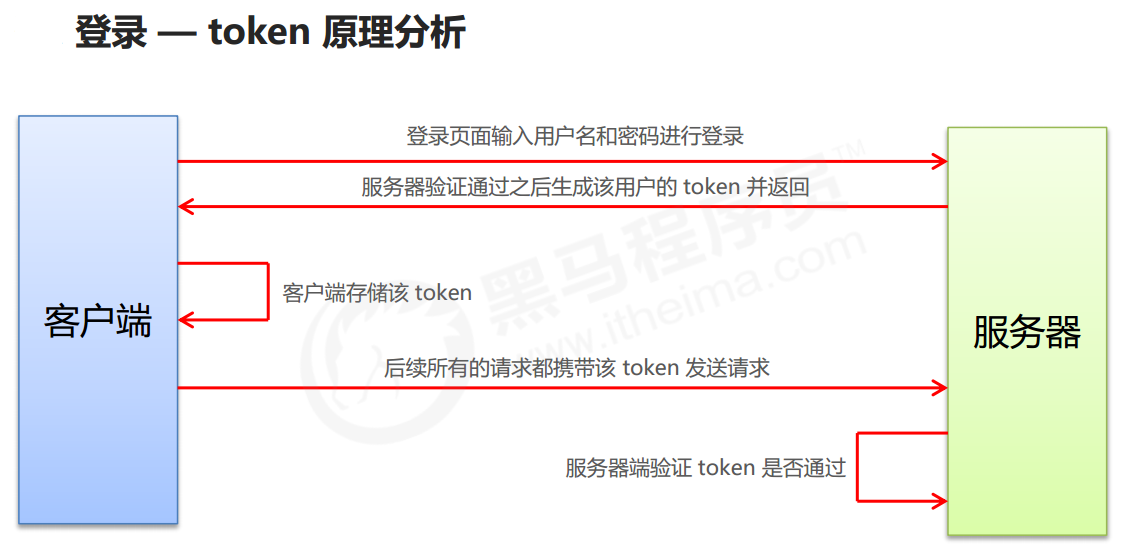 登录 — token 原理分析
登录页面输入用户名和密码进行登录
服务器验证通过之后生成该用户的 token 并返回
客户端存储该 token
客户端
服务器
后续所有的请求都携带该 token 发送请求
服务器端验证 token 是否通过
黑马程序员™
www.itheima.com